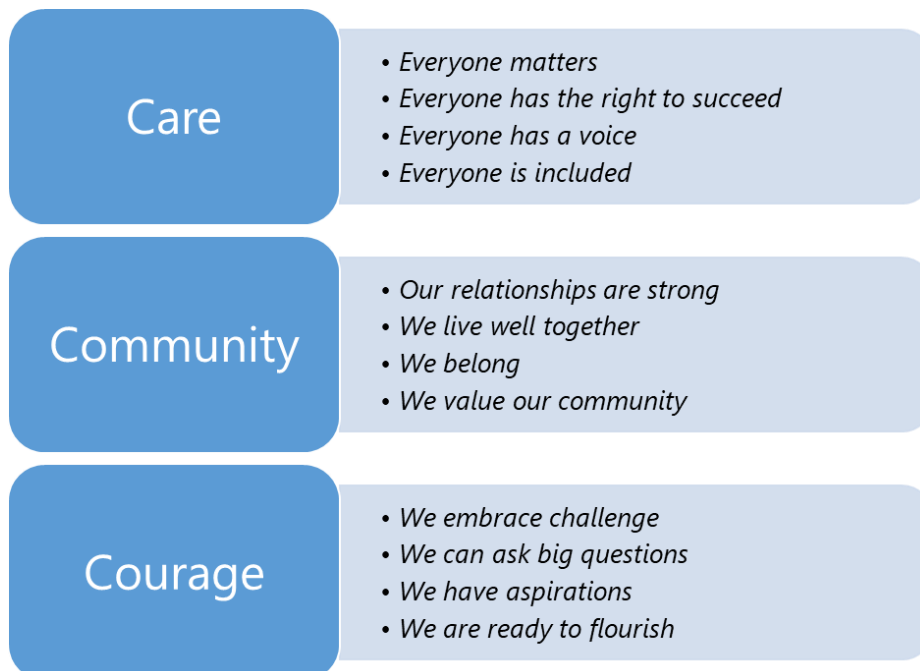 Care
• Everyone matters
• Everyone has the right to succeed
• Everyone has a voice
• Everyone is included
Community
• Our relationships are strong
• We live well together
• We belong
• We value our community
Courage
• We embrace challenge
• We can ask big questions
• We have aspirations
• We are ready to flourish